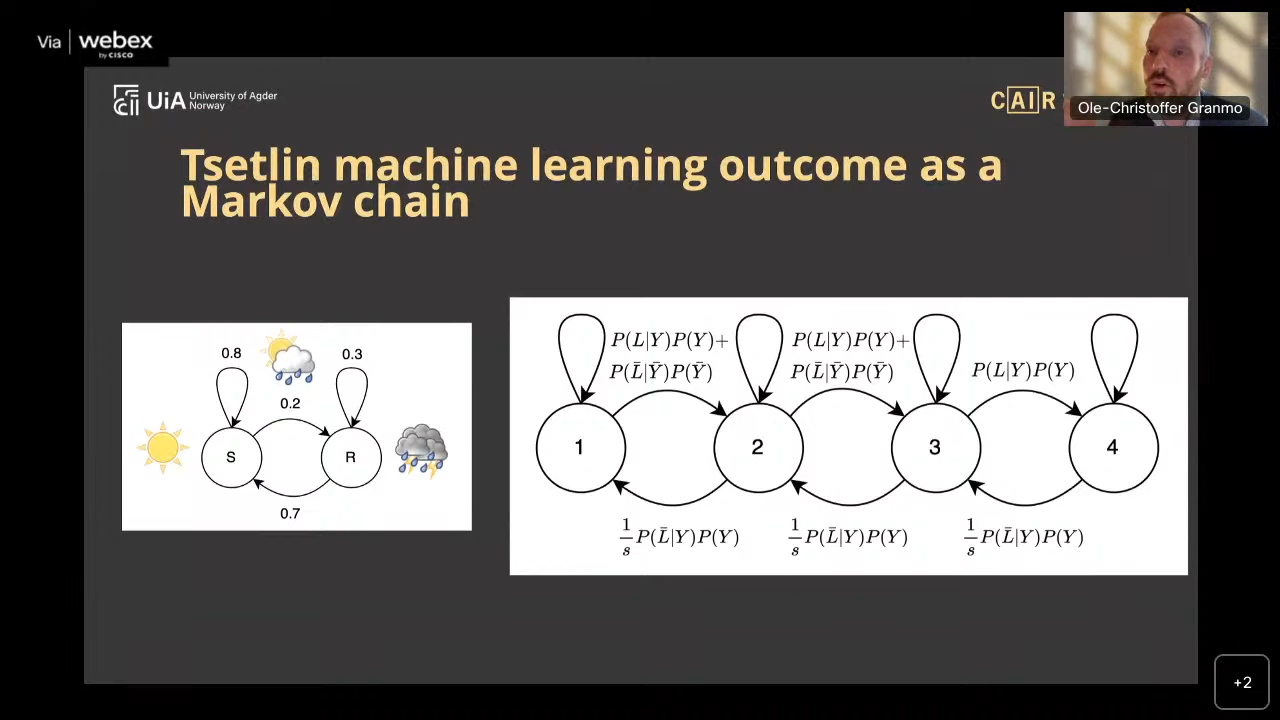 Via webex
by CISCO
UiA University of Agder
Norway
CAIR
Ole-Christoffer Granmo
Tsetlin machine learning outcome as a
Markov chain
0.8
0.3
0.2
S
R
0.7
P(L|Y)P(Y)+
P(L̄|Ȳ)P(Ȳ)
P(L|Y)P(Y)+
P(L̄|Ȳ)P(Ȳ)
P(L|Y)P(Y)
1
2
3
4
1/s P(L̄|Y)P(Y)
1/s P(L̄|Y)P(Y)
1/s P(L̄|Y)P(Y)
+2